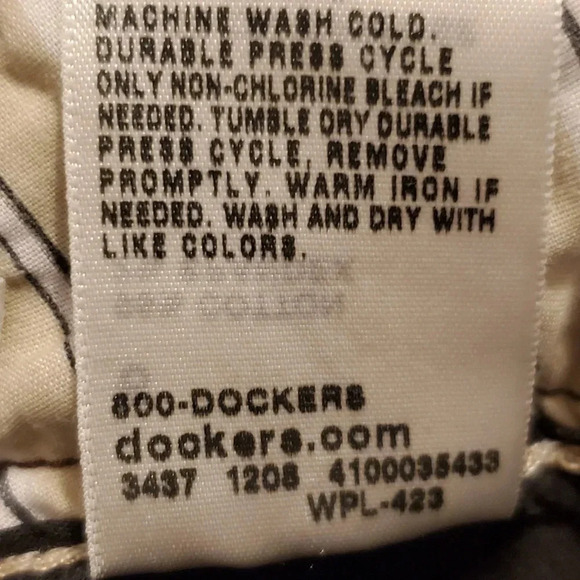 MACHINE WASH COLD.
DURABLE PRESS CYCLE
ONLY NON-CHLORINE BLEACH IF
NEEDED. TUMBLE DRY DURABLE
PRESS CYCLE, REMOVE
PROMPTLY. WARM IRON IF
NEEDED. WASH AND DRY WITH
LIKE COLORS.
COTTON
800-DOCKERS
dockers.com
3437 1208 4100035433
WPL-423